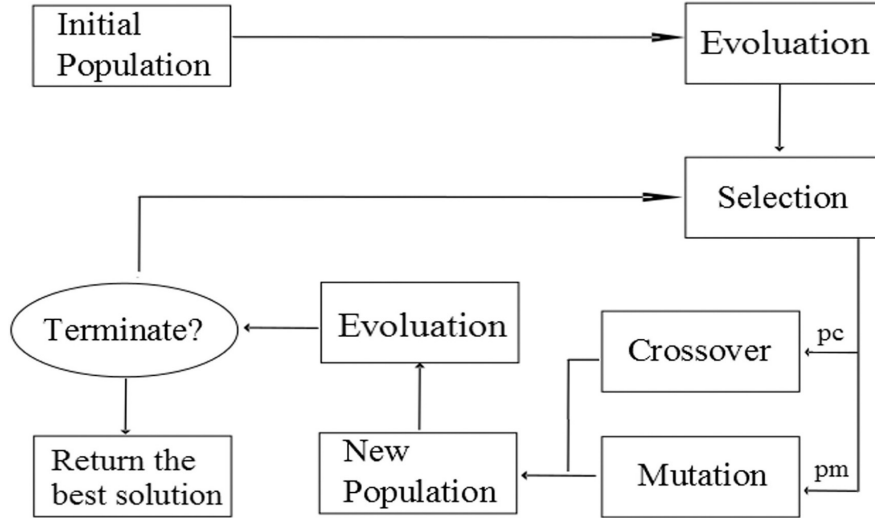 Initial
Population
Evoluation
Selection
Terminate?
Evoluation
pc
Crossover
Return the
best solution
New
Population
Mutation
pm